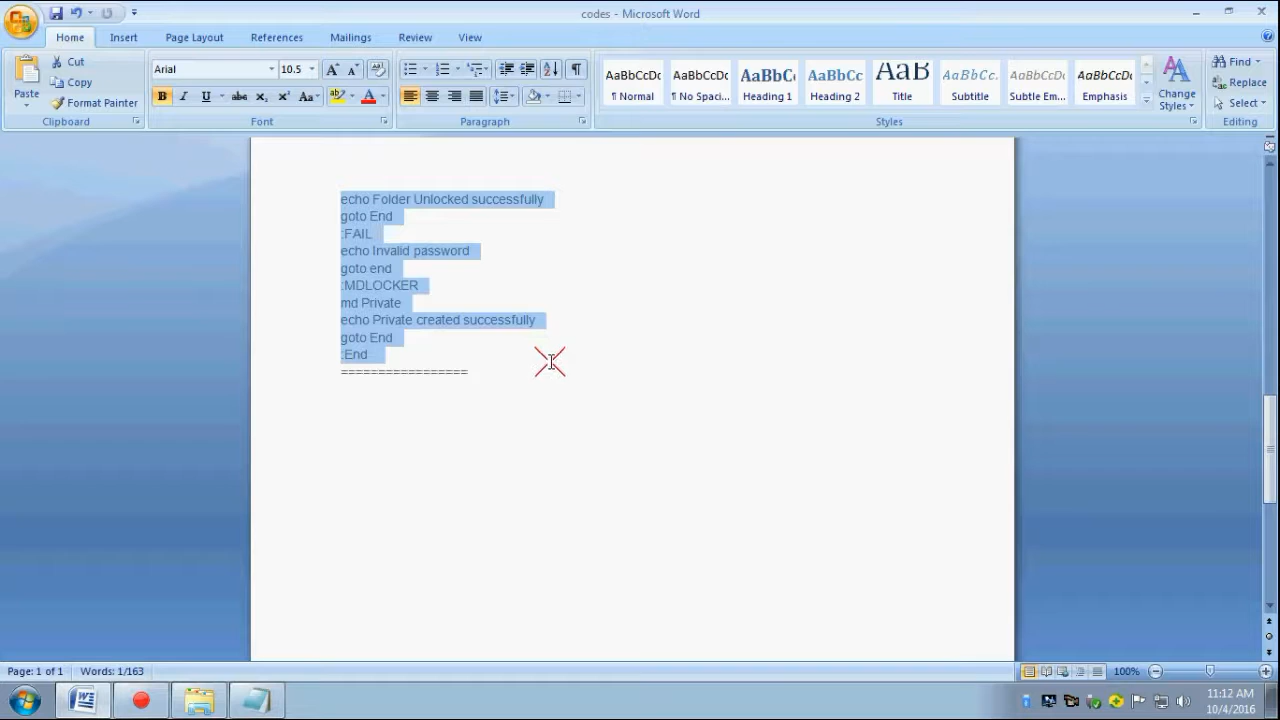 codes - Microsoft Word
Home Insert Page Layout References Mailings Review View
Paste
Cut
Copy
Format Painter
Clipboard
Arial 10.5
Font
Paragraph
AaBbCcDc AaBbCcDc AaBbC AaBbCc AaB AaBbCc. AaBbCcDc AaBbCcDc
¶ Normal ¶ No Spaci... Heading 1 Heading 2 Title Subtitle Subtle Em... Emphasis
Change Styles
Styles
Find
Replace
Select
Editing
echo Folder Unlocked successfully
goto End
:FAIL
echo Invalid password
goto end
:MDLOCKER
md Private
echo Private created successfully
goto End
:End
=================
Page: 1 of 1 Words: 1/163 100%
11:12 AM
10/4/2016